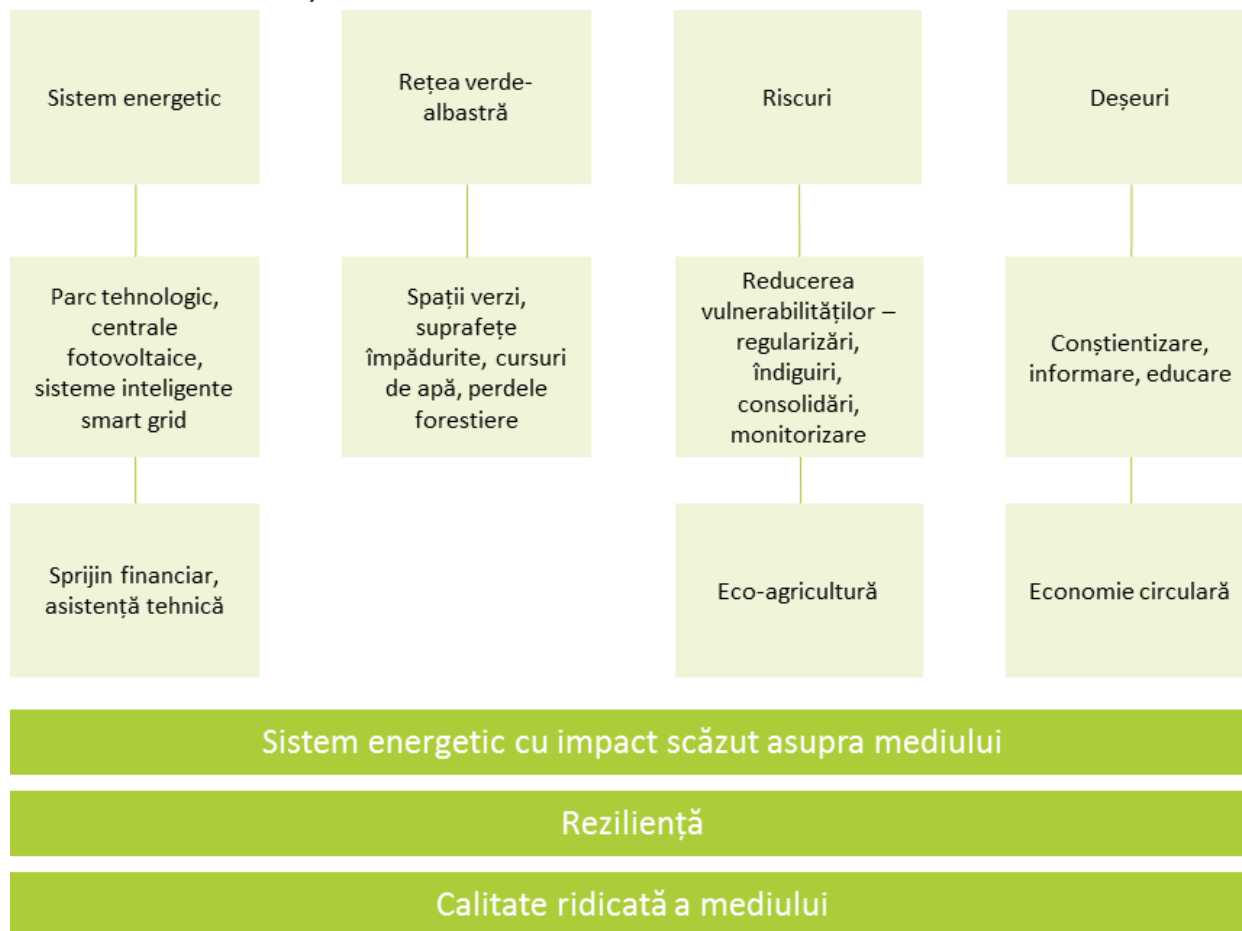 Sistem energetic
Rețea verde-
albastră
Riscuri
Deșeuri
Parc tehnologic,
centrale
fotovoltaice,
sisteme inteligente
smart grid
Spații verzi,
suprafețe
împădurite, cursuri
de apă, perdele
forestiere
Reducerea
vulnerabilităților –
regularizări,
îndiguiri,
consolidări,
monitorizare
Conștientizare,
informare, educare
Sprijin financiar,
asistență tehnică
Eco-agricultură
Economie circulară
Sistem energetic cu impact scăzut asupra mediului
Reziliență
Calitate ridicată a mediului